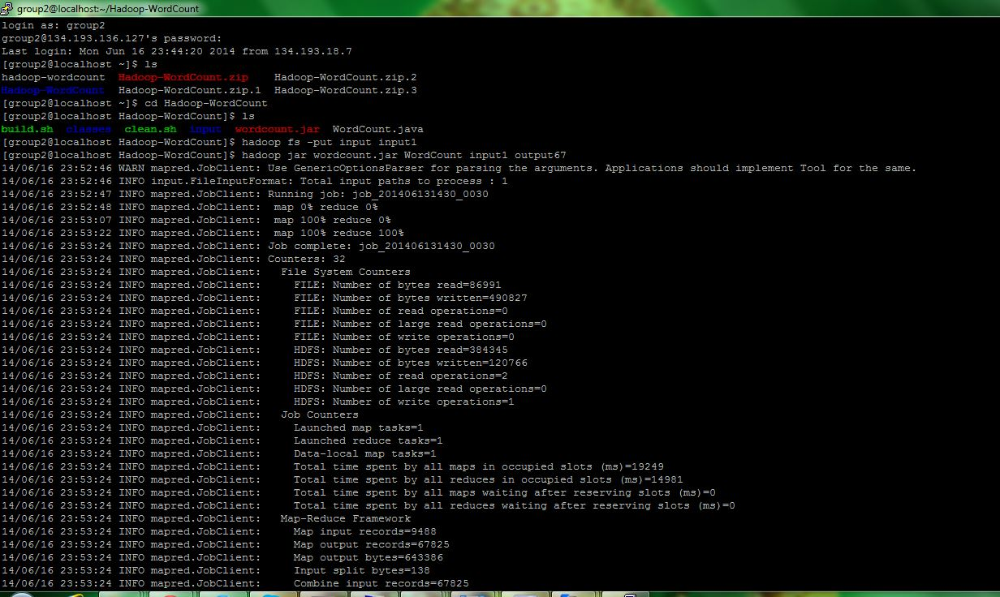 group2@localhost:~/Hadoop-WordCount
login as: group2
group2@134.193.136.127's password:
Last login: Mon Jun 16 23:44:20 2014 from 134.193.18.7
[group2@localhost ~]$ ls
hadoop-wordcount  Hadoop-WordCount.zip    Hadoop-WordCount.zip.2
Hadoop-WordCount  Hadoop-WordCount.zip.1  Hadoop-WordCount.zip.3
[group2@localhost ~]$ cd Hadoop-WordCount
[group2@localhost Hadoop-WordCount]$ ls
build.sh  classes  clean.sh  input  wordcount.jar  WordCount.java
[group2@localhost Hadoop-WordCount]$ hadoop fs -put input input1
[group2@localhost Hadoop-WordCount]$ hadoop jar wordcount.jar WordCount input1 output67
14/06/16 23:52:46 WARN mapred.JobClient: Use GenericOptionsParser for parsing the arguments. Applications should implement Tool for the same.
14/06/16 23:52:46 INFO input.FileInputFormat: Total input paths to process : 1
14/06/16 23:52:47 INFO mapred.JobClient: Running job: job_201406131430_0030
14/06/16 23:52:48 INFO mapred.JobClient:  map 0% reduce 0%
14/06/16 23:53:07 INFO mapred.JobClient:  map 100% reduce 0%
14/06/16 23:53:22 INFO mapred.JobClient:  map 100% reduce 100%
14/06/16 23:53:24 INFO mapred.JobClient: Job complete: job_201406131430_0030
14/06/16 23:53:24 INFO mapred.JobClient: Counters: 32
14/06/16 23:53:24 INFO mapred.JobClient:   File System Counters
14/06/16 23:53:24 INFO mapred.JobClient:     FILE: Number of bytes read=86991
14/06/16 23:53:24 INFO mapred.JobClient:     FILE: Number of bytes written=490827
14/06/16 23:53:24 INFO mapred.JobClient:     FILE: Number of read operations=0
14/06/16 23:53:24 INFO mapred.JobClient:     FILE: Number of large read operations=0
14/06/16 23:53:24 INFO mapred.JobClient:     FILE: Number of write operations=0
14/06/16 23:53:24 INFO mapred.JobClient:     HDFS: Number of bytes read=384345
14/06/16 23:53:24 INFO mapred.JobClient:     HDFS: Number of bytes written=120766
14/06/16 23:53:24 INFO mapred.JobClient:     HDFS: Number of read operations=2
14/06/16 23:53:24 INFO mapred.JobClient:     HDFS: Number of large read operations=0
14/06/16 23:53:24 INFO mapred.JobClient:     HDFS: Number of write operations=1
14/06/16 23:53:24 INFO mapred.JobClient:   Job Counters
14/06/16 23:53:24 INFO mapred.JobClient:     Launched map tasks=1
14/06/16 23:53:24 INFO mapred.JobClient:     Launched reduce tasks=1
14/06/16 23:53:24 INFO mapred.JobClient:     Data-local map tasks=1
14/06/16 23:53:24 INFO mapred.JobClient:     Total time spent by all maps in occupied slots (ms)=19249
14/06/16 23:53:24 INFO mapred.JobClient:     Total time spent by all reduces in occupied slots (ms)=14981
14/06/16 23:53:24 INFO mapred.JobClient:     Total time spent by all maps waiting after reserving slots (ms)=0
14/06/16 23:53:24 INFO mapred.JobClient:     Total time spent by all reduces waiting after reserving slots (ms)=0
14/06/16 23:53:24 INFO mapred.JobClient:   Map-Reduce Framework
14/06/16 23:53:24 INFO mapred.JobClient:     Map input records=9488
14/06/16 23:53:24 INFO mapred.JobClient:     Map output records=67825
14/06/16 23:53:24 INFO mapred.JobClient:     Map output bytes=643386
14/06/16 23:53:24 INFO mapred.JobClient:     Input split bytes=138
14/06/16 23:53:24 INFO mapred.JobClient:     Combine input records=67825